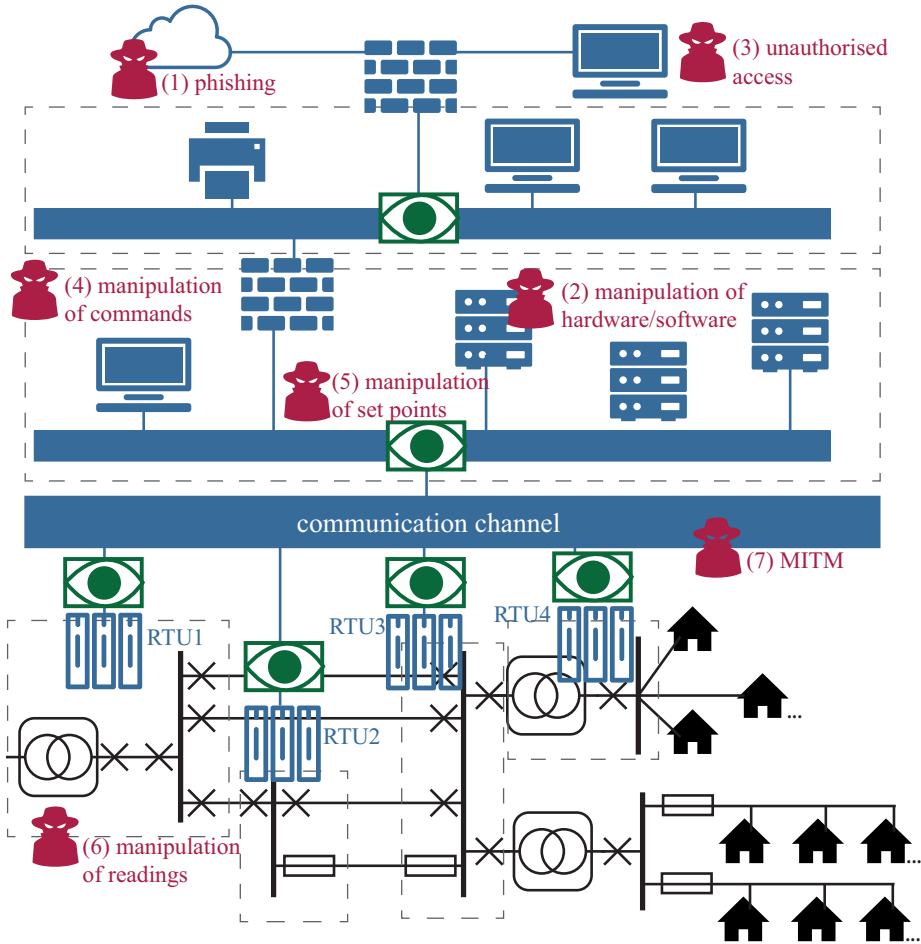 (1) phishing
(3) unauthorised
access
(4) manipulation
of commands
(2) manipulation of
hardware/software
(5) manipulation
of set points
communication channel
(7) MITM
RTU1
RTU3
RTU4
RTU2
...
(6) manipulation
of readings
...
...